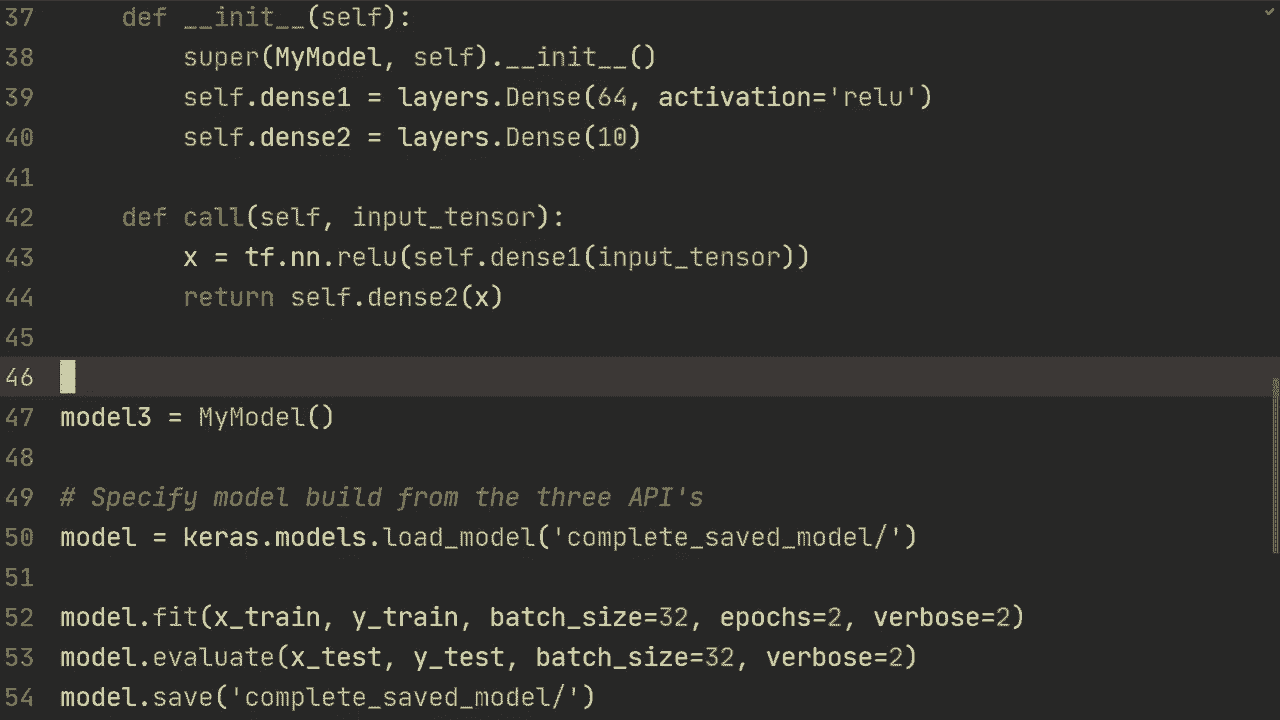 37 def __init__(self):
38 super(MyModel, self).__init__()
39 self.dense1 = layers.Dense(64, activation='relu')
40 self.dense2 = layers.Dense(10)
41
42 def call(self, input_tensor):
43 x = tf.nn.relu(self.dense1(input_tensor))
44 return self.dense2(x)
45
46
47 model3 = MyModel()
48
49 # Specify model build from the three API's
50 model = keras.models.load_model('complete_saved_model/')
51
52 model.fit(x_train, y_train, batch_size=32, epochs=2, verbose=2)
53 model.evaluate(x_test, y_test, batch_size=32, verbose=2)
54 model.save('complete_saved_model/')